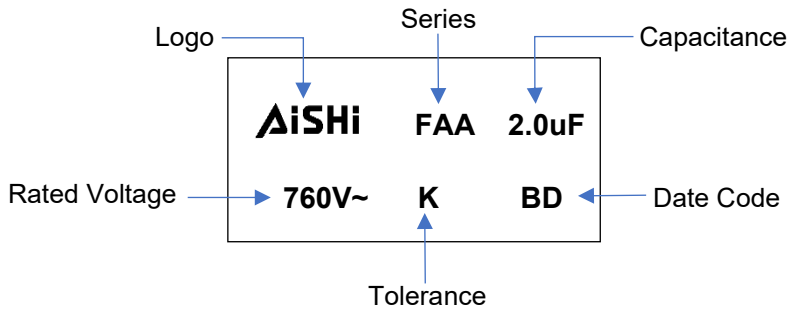 Series
Logo
Capacitance
AiSHi FAA 2.0uF
Rated Voltage
760V~ K BD
Date Code
Tolerance